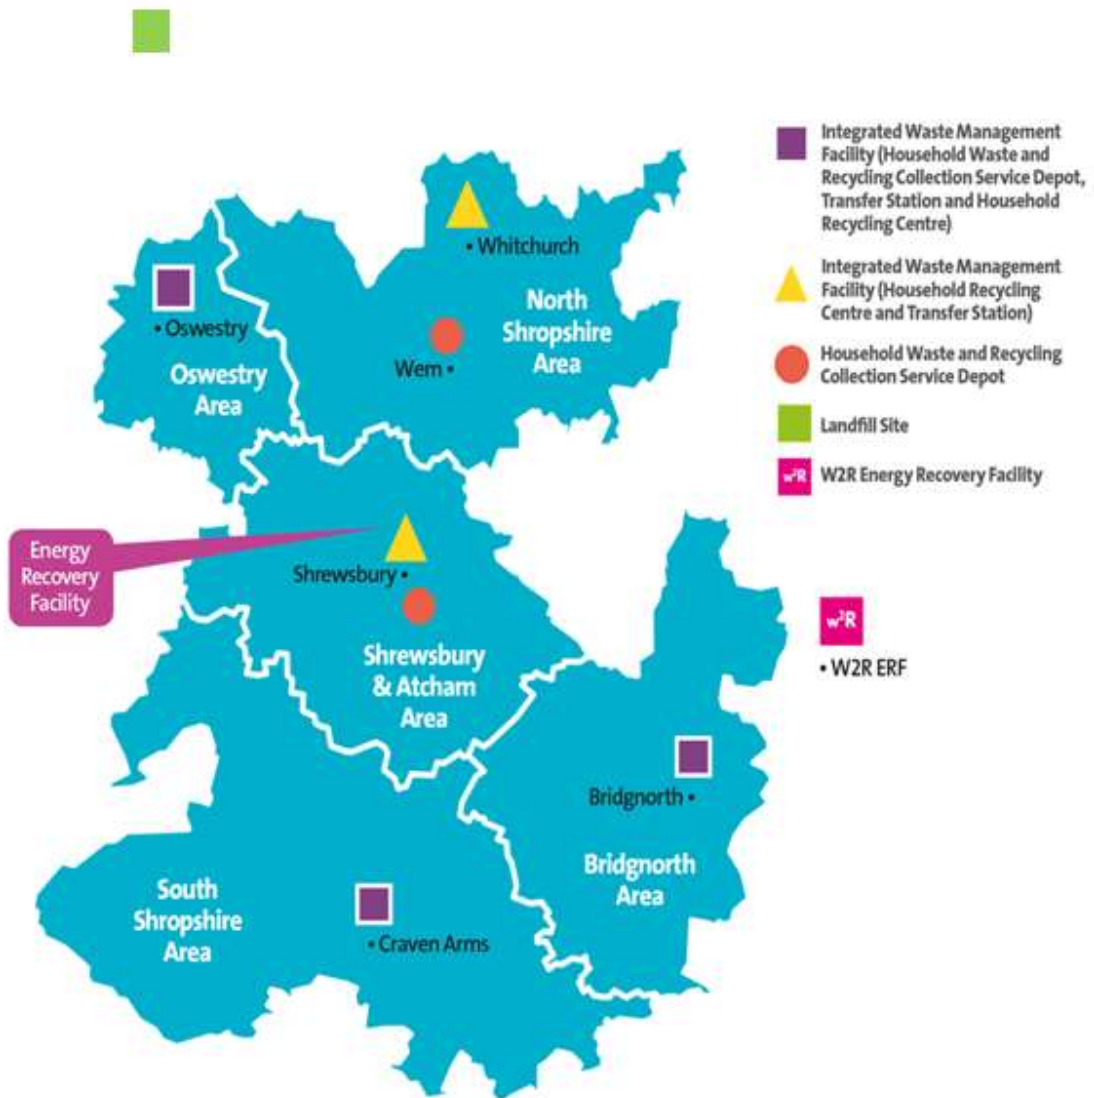 Integrated Waste Management
Facility (Household Waste and
Recycling Collection Service Depot,
Transfer Station and Household
Recycling Centre)
Integrated Waste Management
Facility (Household Recycling
Centre and Transfer Station)
Household Waste and Recycling
Collection Service Depot
Landfill Site
w²R W2R Energy Recovery Facility
• Whitchurch
North
Shropshire
Area
• Oswestry
Oswestry
Area
Wem •
Energy
Recovery
Facility
Shrewsbury •
Shrewsbury
& Atcham
Area
w²R
• W2R ERF
Bridgnorth •
Bridgnorth
Area
South
Shropshire
Area
• Craven Arms